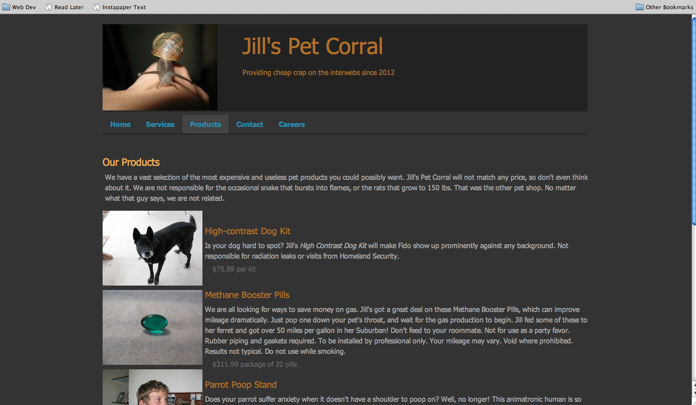 Web Dev Read Later Instapaper Text Other Bookmarks
Jill's Pet Corral
Providing cheap crap on the interwebs since 2012
Home Services Products Contact Careers
Our Products
We have a vast selection of the most expensive and useless pet products you could possibly want. Jill's Pet Corral will not match any price, so don't even think
about it. We are not responsible for the occasional snake that bursts into flames, or the rats that grow to 150 lbs. That was the other pet shop. No matter
what that guy says, we are not related.
High-contrast Dog Kit
Is your dog hard to spot? Jill's High Contrast Dog Kit will make Fido show up prominently against any background. Not
responsible for radiation leaks or visits from Homeland Security.
$75.99 per kit
Methane Booster Pills
We are all looking for ways to save money on gas. Jill's got a great deal on these Methane Booster Pills, which can improve
mileage dramatically. Just pop one down your pet's throat, and wait for the gas production to begin. Jill fed some of these to
her ferret and got over 50 miles per gallon in her Suburban! Don't feed to your roommate. Not for use as a party favor.
Rubber piping and gaskets required. To be installed by professional only. Your mileage may vary. Void where prohibited.
Results not typical. Do not use while smoking.
$311.99 package of 20 pills
Parrot Poop Stand
Does your parrot suffer anxiety when it doesn't have a shoulder to poop on? Well, no longer! This animatronic human is so